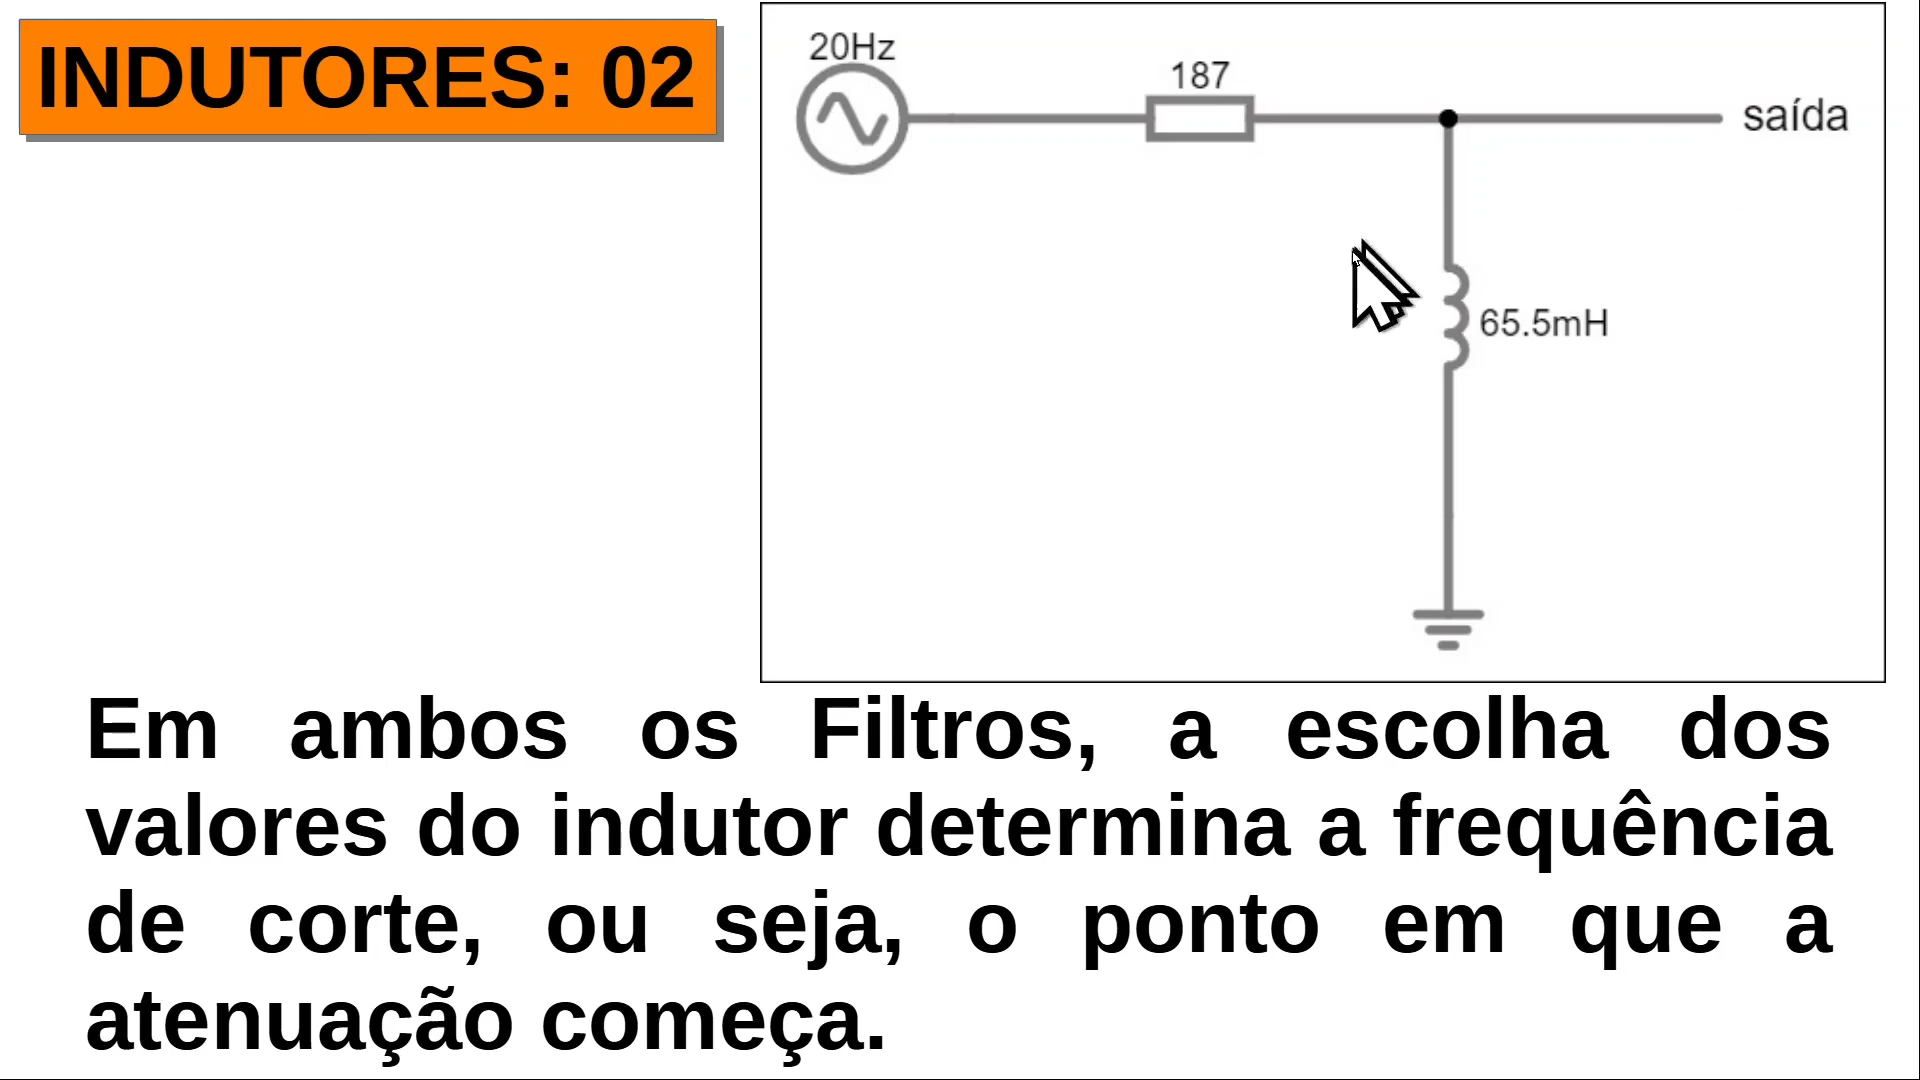 INDUTORES: 02
20Hz
187
saída
65.5mH
Em ambos os Filtros, a escolha dos
valores do indutor determina a frequência
de corte, ou seja, o ponto em que a
atenuação começa.